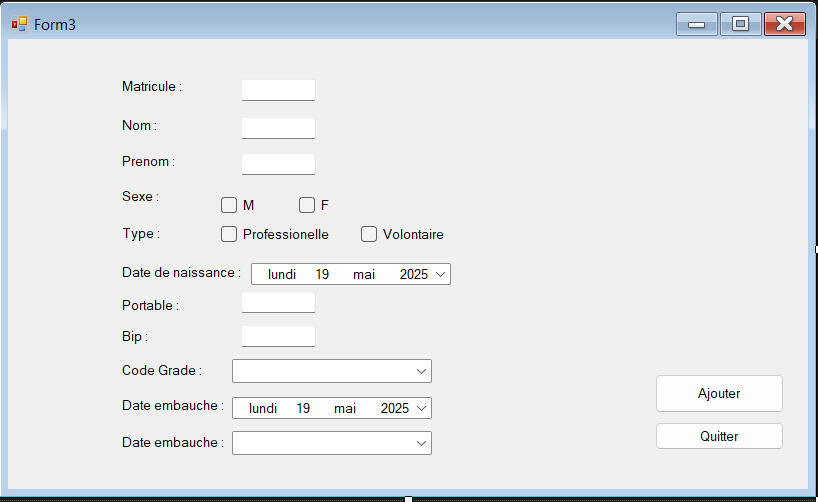 Form3
Matricule :
Nom :
Prenom :
Sexe : M F
Type : Professionelle Volontaire
Date de naissance : lundi 19 mai 2025
Portable :
Bip :
Code Grade :
Ajouter
Date embauche : lundi 19 mai 2025
Quitter
Date embauche :